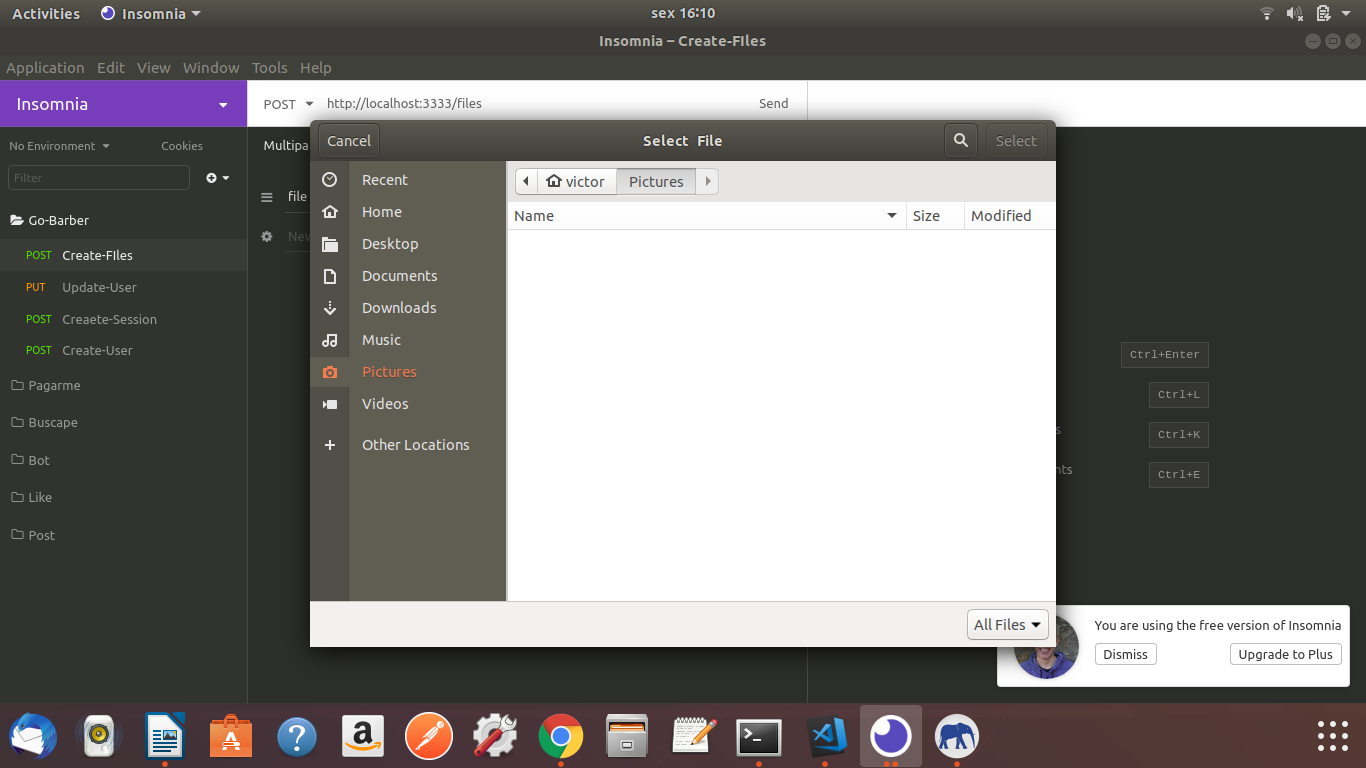 Activities Insomnia sex 16:10
Insomnia – Create-FIles
Application Edit View Window Tools Help
Insomnia POST http://localhost:3333/files Send
No Environment Cookies Multipa
Filter
file
New
Go-Barber
POST Create-FIles
PUT Update-User
POST Creaete-Session
POST Create-User
Pagarme
Buscape
Bot
Like
Post
Cancel Select File Select
Recent
Home
Desktop
Documents
Downloads
Music
Pictures
Videos
Other Locations
victor Pictures
Name Size Modified
All Files
Ctrl+Enter
Ctrl+L
s Ctrl+K
nts Ctrl+E
You are using the free version of Insomnia
Dismiss Upgrade to Plus